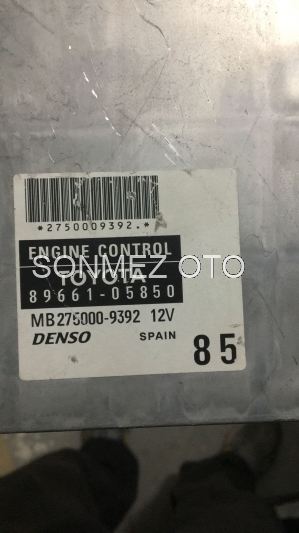 *2750009392.*
ENGINE CONTROL
SONMEZ OTO
TOYOTA
89661-05850
MB275000-9392 12V
DENSO SPAIN 85